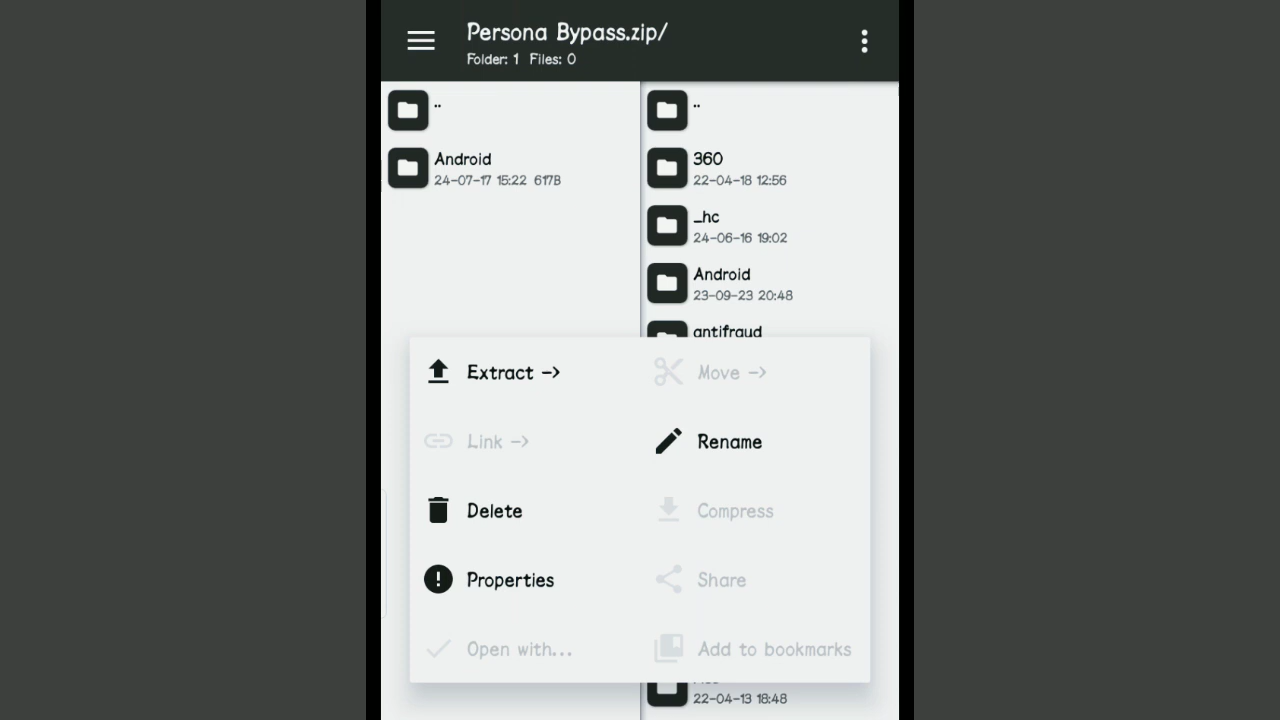 Persona Bypass.zip/
Folder: 1 Files: 0
..
Android
24-07-17 15:22 617B
..
360
22-04-18 12:56
_hc
24-06-16 19:02
Android
23-09-23 20:48
antifraud
Extract ->
Move ->
Link ->
Rename
Delete
Compress
Properties
Share
Open with...
Add to bookmarks
22-04-13 18:48